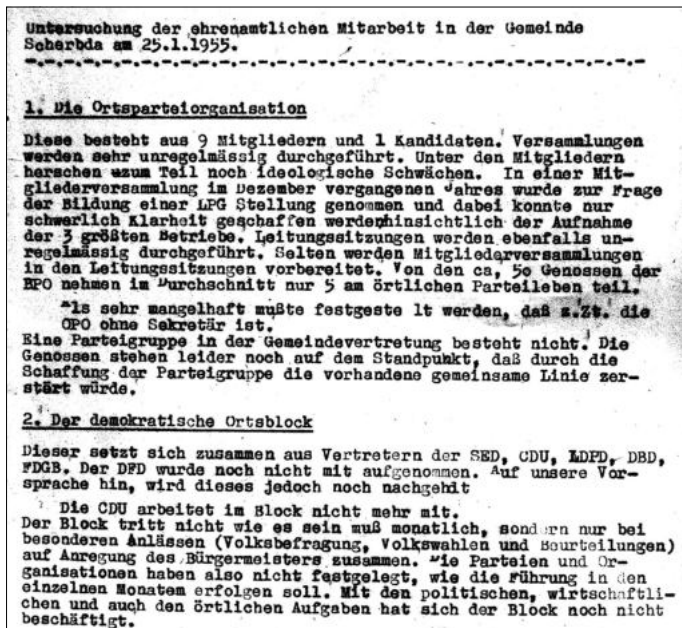 Untersuchung der ehrenamtlichen Mitarbeit in der Gemeinde
Scherbda am 25.1.1955.
-.-.-.-.-.-.-.-.-.-.-.-.-.-.-.-.-.-.-.-.-.-.-.-.-
1. Die Ortsparteiorganisation
Diese besteht aus 9 Mitgliedern und 1 Kandidaten. Versammlungen
werden sehr unregelmässig durchgeführt. Unter den Mitgliedern
herschen zum Teil noch ideologische Schwächen. In einer Mit-
gliederversammlung im Dezember vergangenen Jahres wurde zur Frage
der Bildung einer LPG Stellung genommen und dabei konnte nur
schwerlich Klarheit geschaffen werdenhinsichtlich der Aufnahme
der 3 größten Betriebe. Leitungssitzungen werden ebenfalls un-
regelmässig durchgeführt. Selten werden Mitgliederversammlungen
in den Leitungssitzungen vorbereitet. Von den ca, 50 Genossen der
BPO nehmen im Durchschnitt nur 5 am örtlichen Parteileben teil.
Als sehr mangelhaft mußte festgeste lt werden, daß z.Zt. die
OPO ohne Sekretär ist.
Eine Parteigruppe in der Gemeindevertretung besteht nicht. Die
Genossen stehen leider noch auf dem Standpuhkt, daß durch die
Schaffung der Parteigruppe die vorhandene gemeinsame Linie zer-
stärt würde.
2. Der demokratische Ortsblock
Dieser setzt sich zusammen aus Vertretern der SED, CDU, LDPD, DBD,
FDGB. Der DFD wurde noch nicht mit aufgenommen. Auf unsere Vor-
sprache hin, wird dieses jedoch noch nachgehlt
Die CDU arbeitet im Block nicht mehr mit.
Der Block tritt nicht wie es sein muß monatlich, sondern nur bei
besonderen Anlässen (Volksbefragung, Volkswahlen und Beurteilungen)
auf Anregung des Bürgermeisters zusammen. Die Parteien und Or-
ganisationen haben also nicht festgelegt, wie die Führung in den
einzelnen Monatem erfolgen soll. Mit den politischen, wirtschaftli-
chen und auch den örtlichen Aufgaben hat sich der Block noch nicht
beschäftigt.